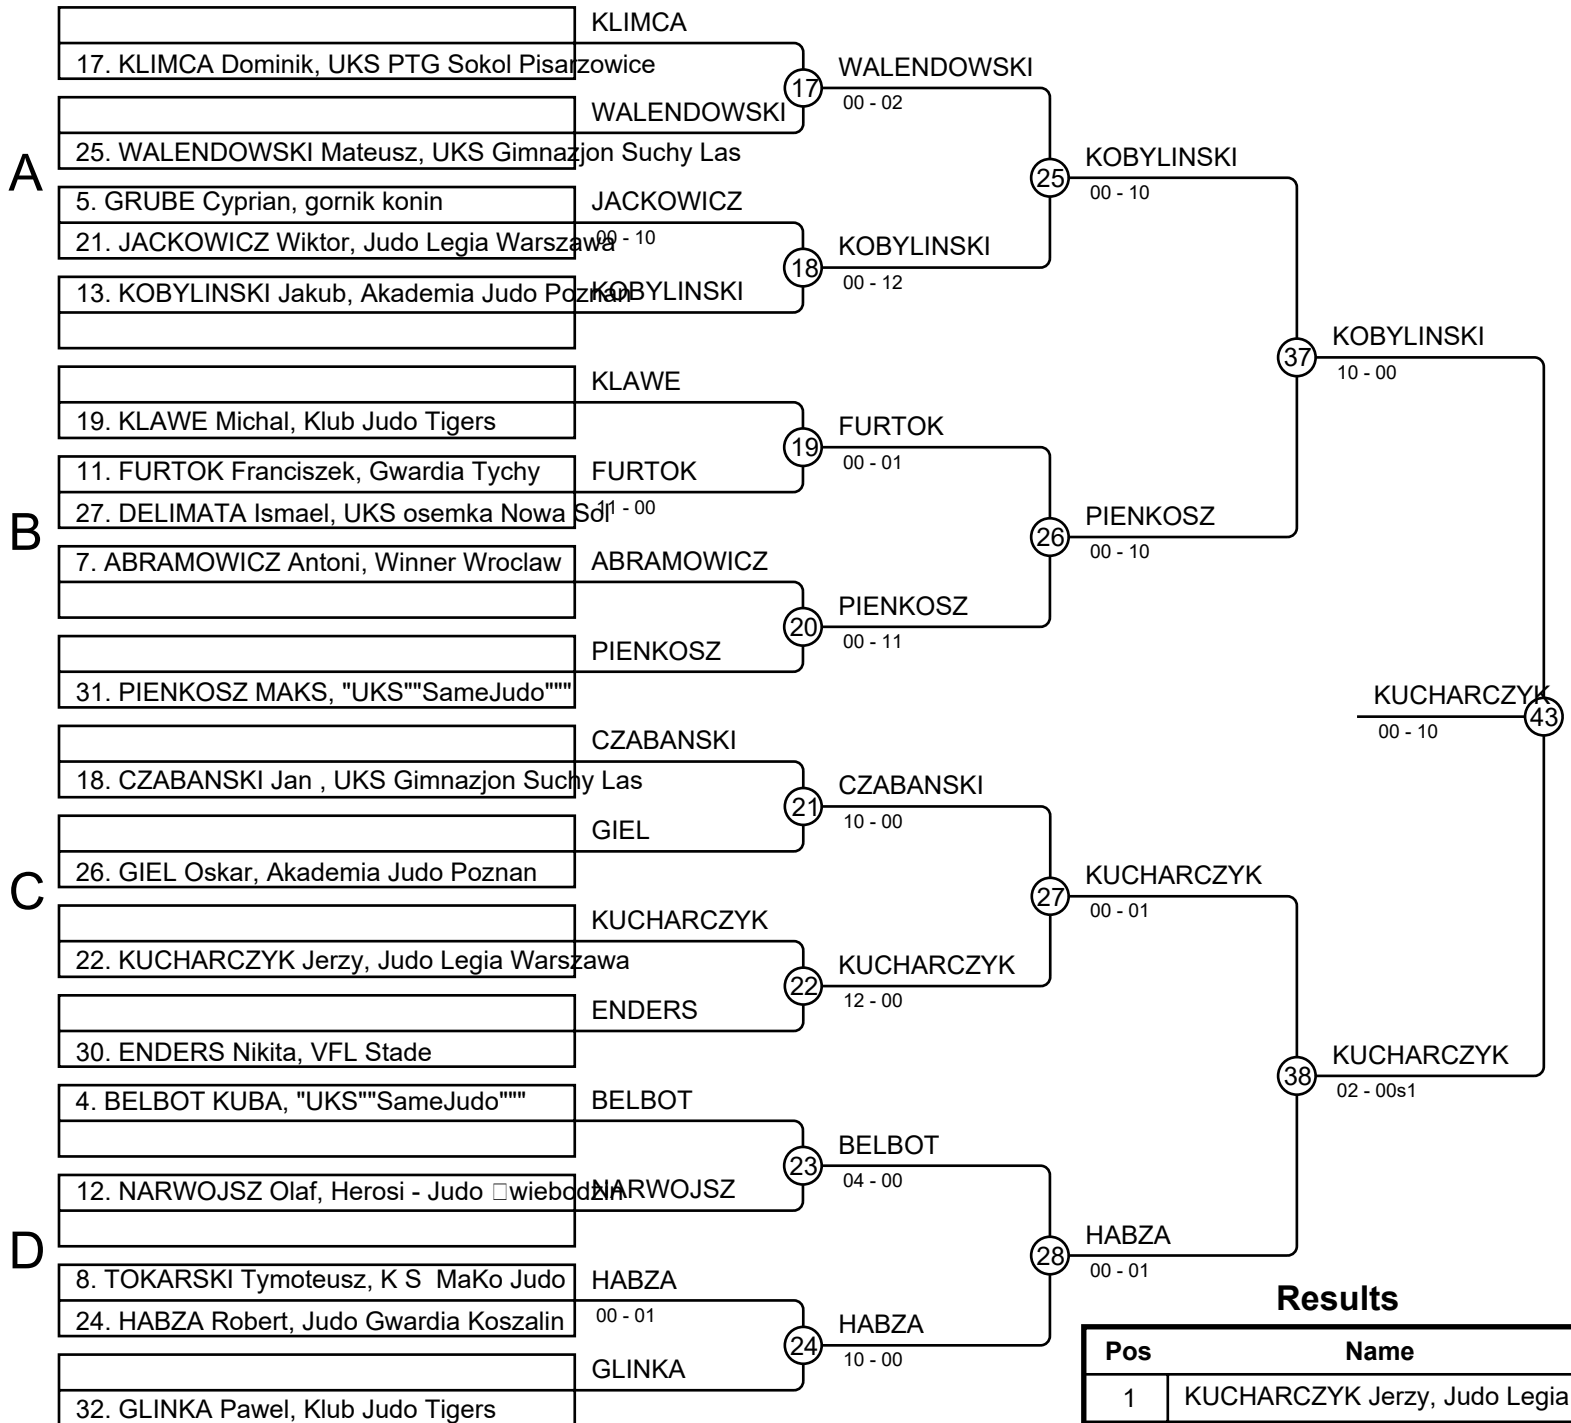 KLIMCA
17. KLIMCA Dominik, UKS PTG Sokol Pisarzowice
17
WALENDOWSKI
00 - 02
WALENDOWSKI
25. WALENDOWSKI Mateusz, UKS Gimnazjon Suchy Las
A
25
KOBYLINSKI
00 - 10
5. GRUBE Cyprian, gornik konin
JACKOWICZ
21. JACKOWICZ Wiktor, Judo Legia Warszawa
00 - 10
18
KOBYLINSKI
00 - 12
13. KOBYLINSKI Jakub, Akademia Judo Poznan
KOBYLINSKI
37
KOBYLINSKI
10 - 00
KLAWE
19. KLAWE Michal, Klub Judo Tigers
19
FURTOK
00 - 01
11. FURTOK Franciszek, Gwardia Tychy
FURTOK
27. DELIMATA Ismael, UKS osemka Nowa Sol
11 - 00
B
26
PIENKOSZ
00 - 10
7. ABRAMOWICZ Antoni, Winner Wroclaw
ABRAMOWICZ
20
PIENKOSZ
00 - 11
PIENKOSZ
31. PIENKOSZ MAKS, "UKS""SameJudo"""
KUCHARCZYK
43
00 - 10
CZABANSKI
18. CZABANSKI Jan , UKS Gimnazjon Suchy Las
21
CZABANSKI
10 - 00
GIEL
26. GIEL Oskar, Akademia Judo Poznan
C
27
KUCHARCZYK
00 - 01
KUCHARCZYK
22. KUCHARCZYK Jerzy, Judo Legia Warszawa
22
KUCHARCZYK
12 - 00
ENDERS
30. ENDERS Nikita, VFL Stade
38
KUCHARCZYK
02 - 00s1
4. BELBOT KUBA, "UKS""SameJudo"""
BELBOT
23
BELBOT
04 - 00
12. NARWOJSZ Olaf, Herosi - Judo □wiebodzin
NARWOJSZ
D
28
HABZA
00 - 01
8. TOKARSKI Tymoteusz, K S  MaKo Judo
HABZA
24. HABZA Robert, Judo Gwardia Koszalin
00 - 01
24
HABZA
10 - 00
GLINKA
32. GLINKA Pawel, Klub Judo Tigers
Results
Pos Name
1 KUCHARCZYK Jerzy, Judo Legia